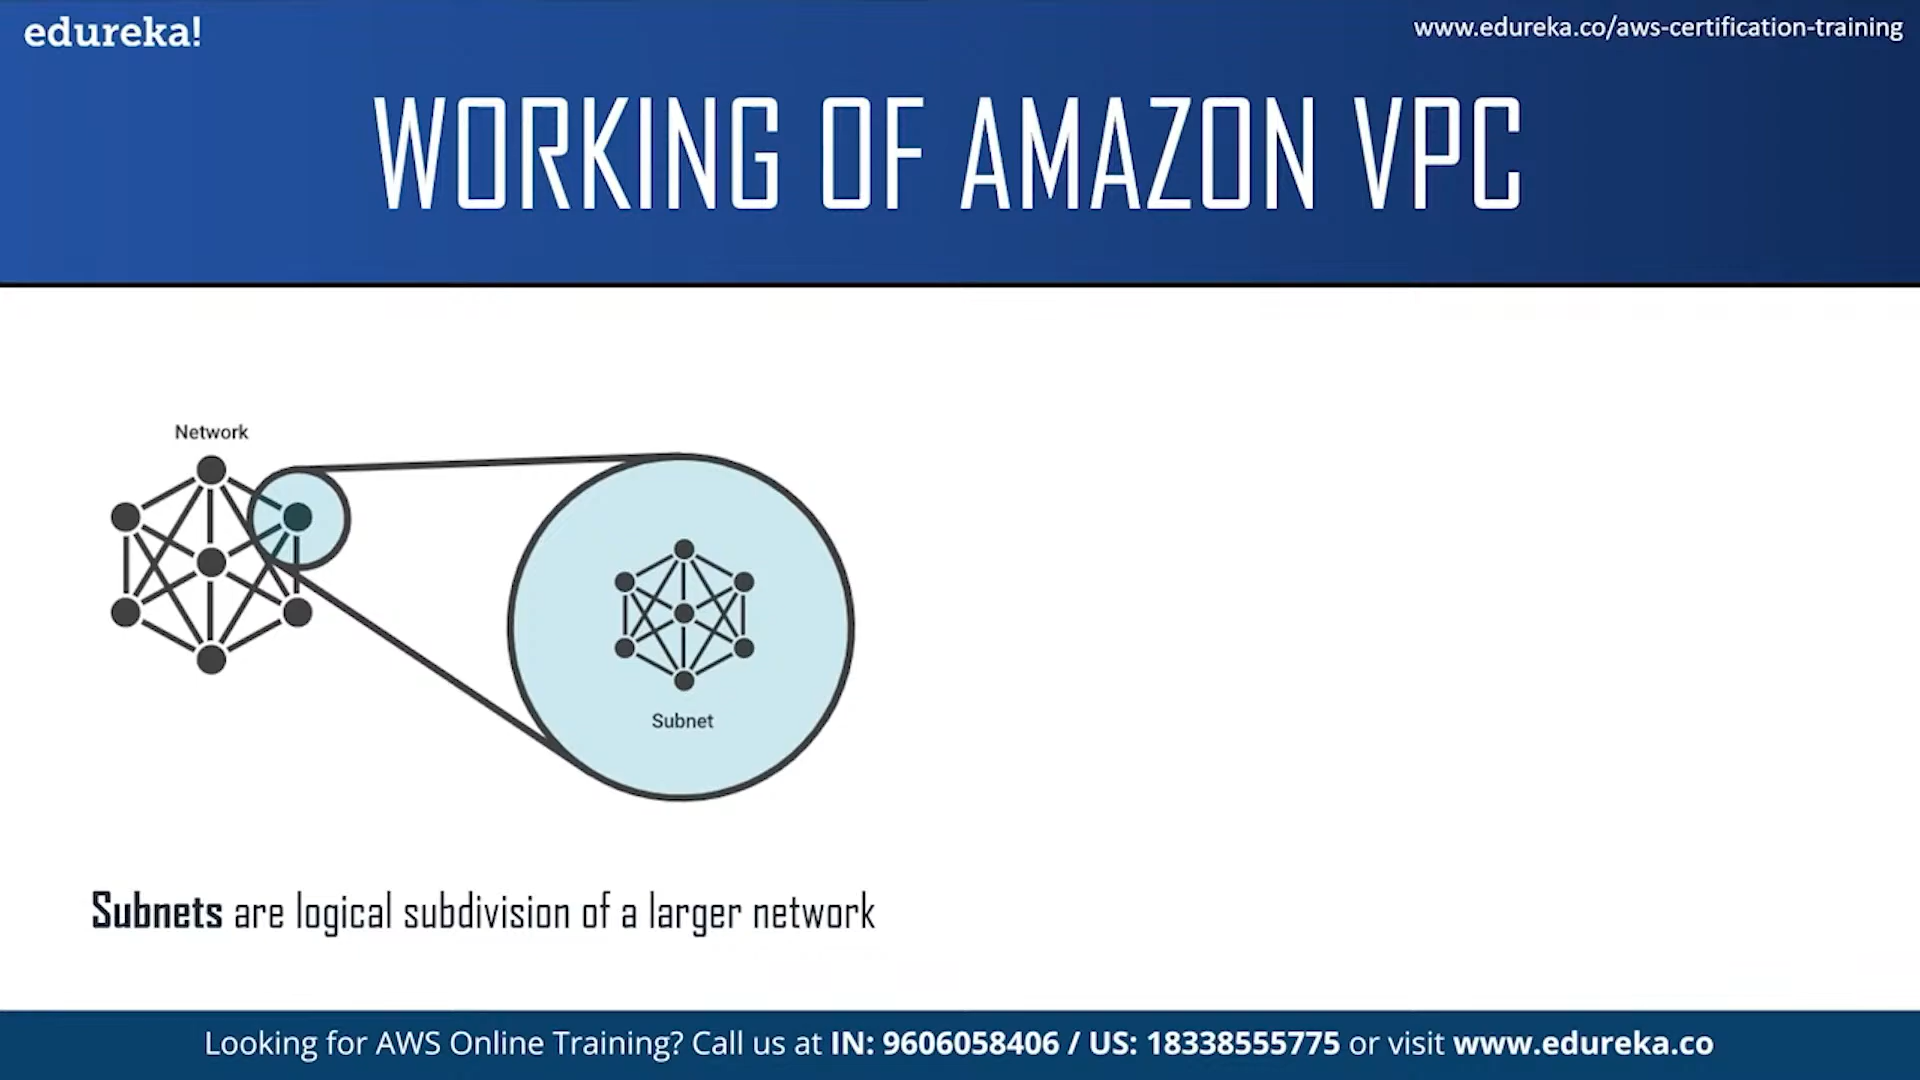 edureka!
www.edureka.co/aws-certification-training
WORKING OF AMAZON VPC
Network
Subnet
Subnets are logical subdivision of a larger network
Looking for AWS Online Training? Call us at IN: 9606058406 / US: 18338555775 or visit www.edureka.co